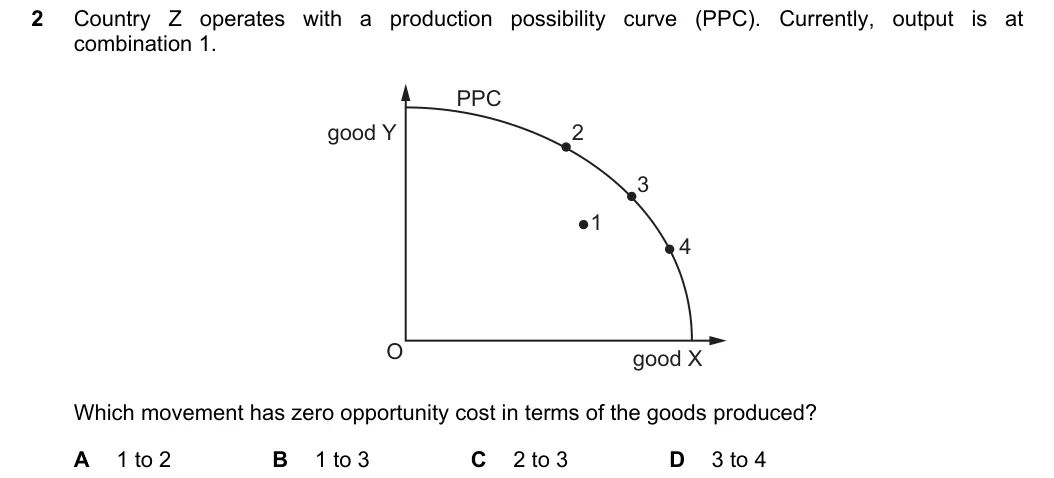 2 Country Z operates with a production possibility curve (PPC). Currently, output is at
combination 1.
PPC
good Y
2
3
1
4
O
good X
Which movement has zero opportunity cost in terms of the goods produced?
A 1 to 2 B 1 to 3 C 2 to 3 D 3 to 4